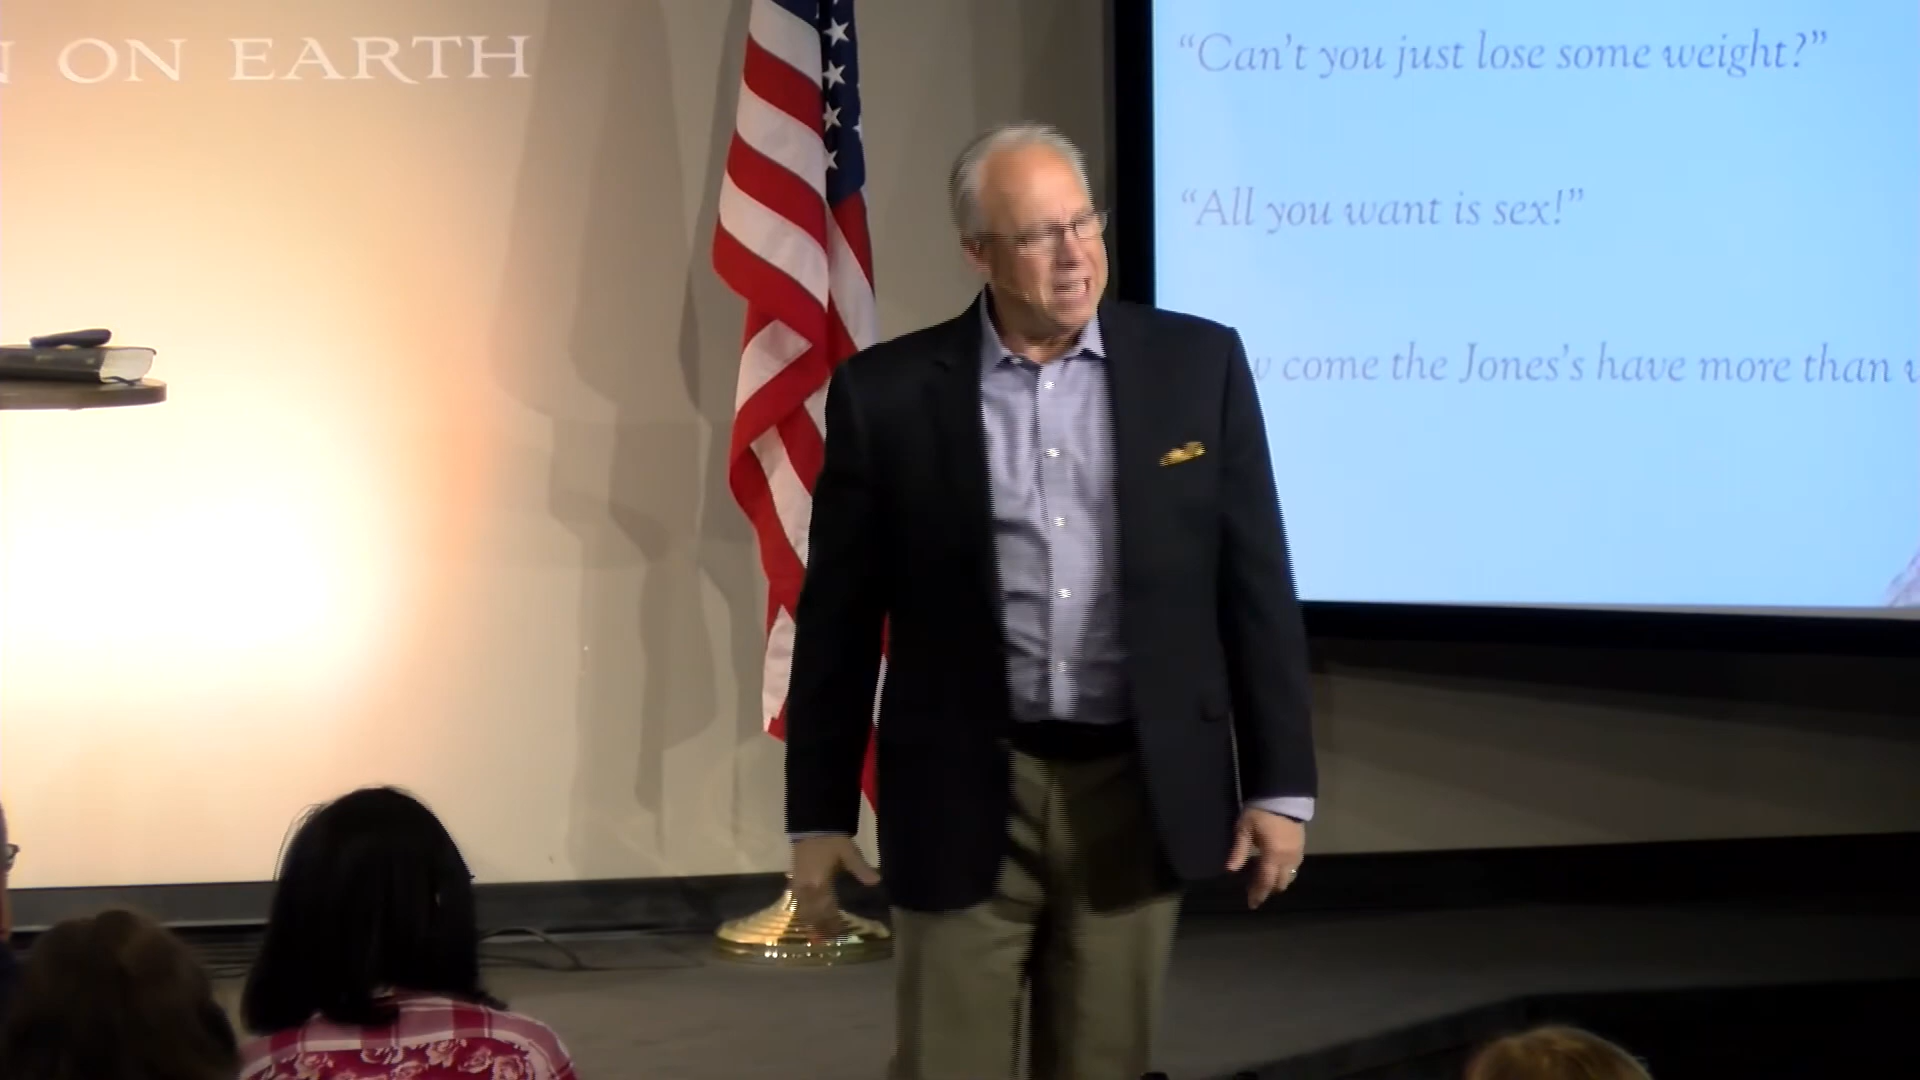 ON EARTH
“Can’t you just lose some weight?”
“All you want is sex!”
come the Jones’s have more than